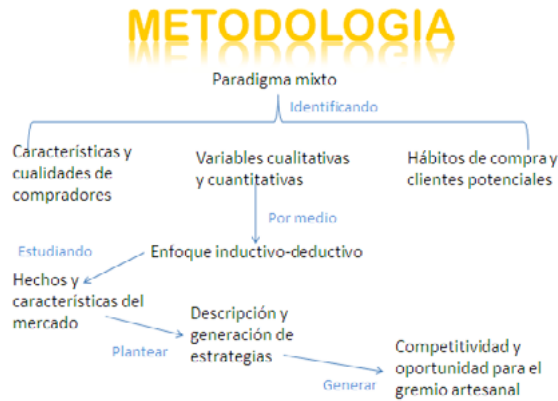 METODOLOGIA
Paradigma mixto
Identificando
Características y
cualidades de
compradores
Variables cualitativas
y cuantitativas
Hábitos de compra y
clientes potenciales
Por medio
Estudiando
Enfoque inductivo-deductivo
Hechos y
características del
mercado
Descripción y
generación de
estrategias
Plantear
Competitividad y
oportunidad para el
gremio artesanal
Generar